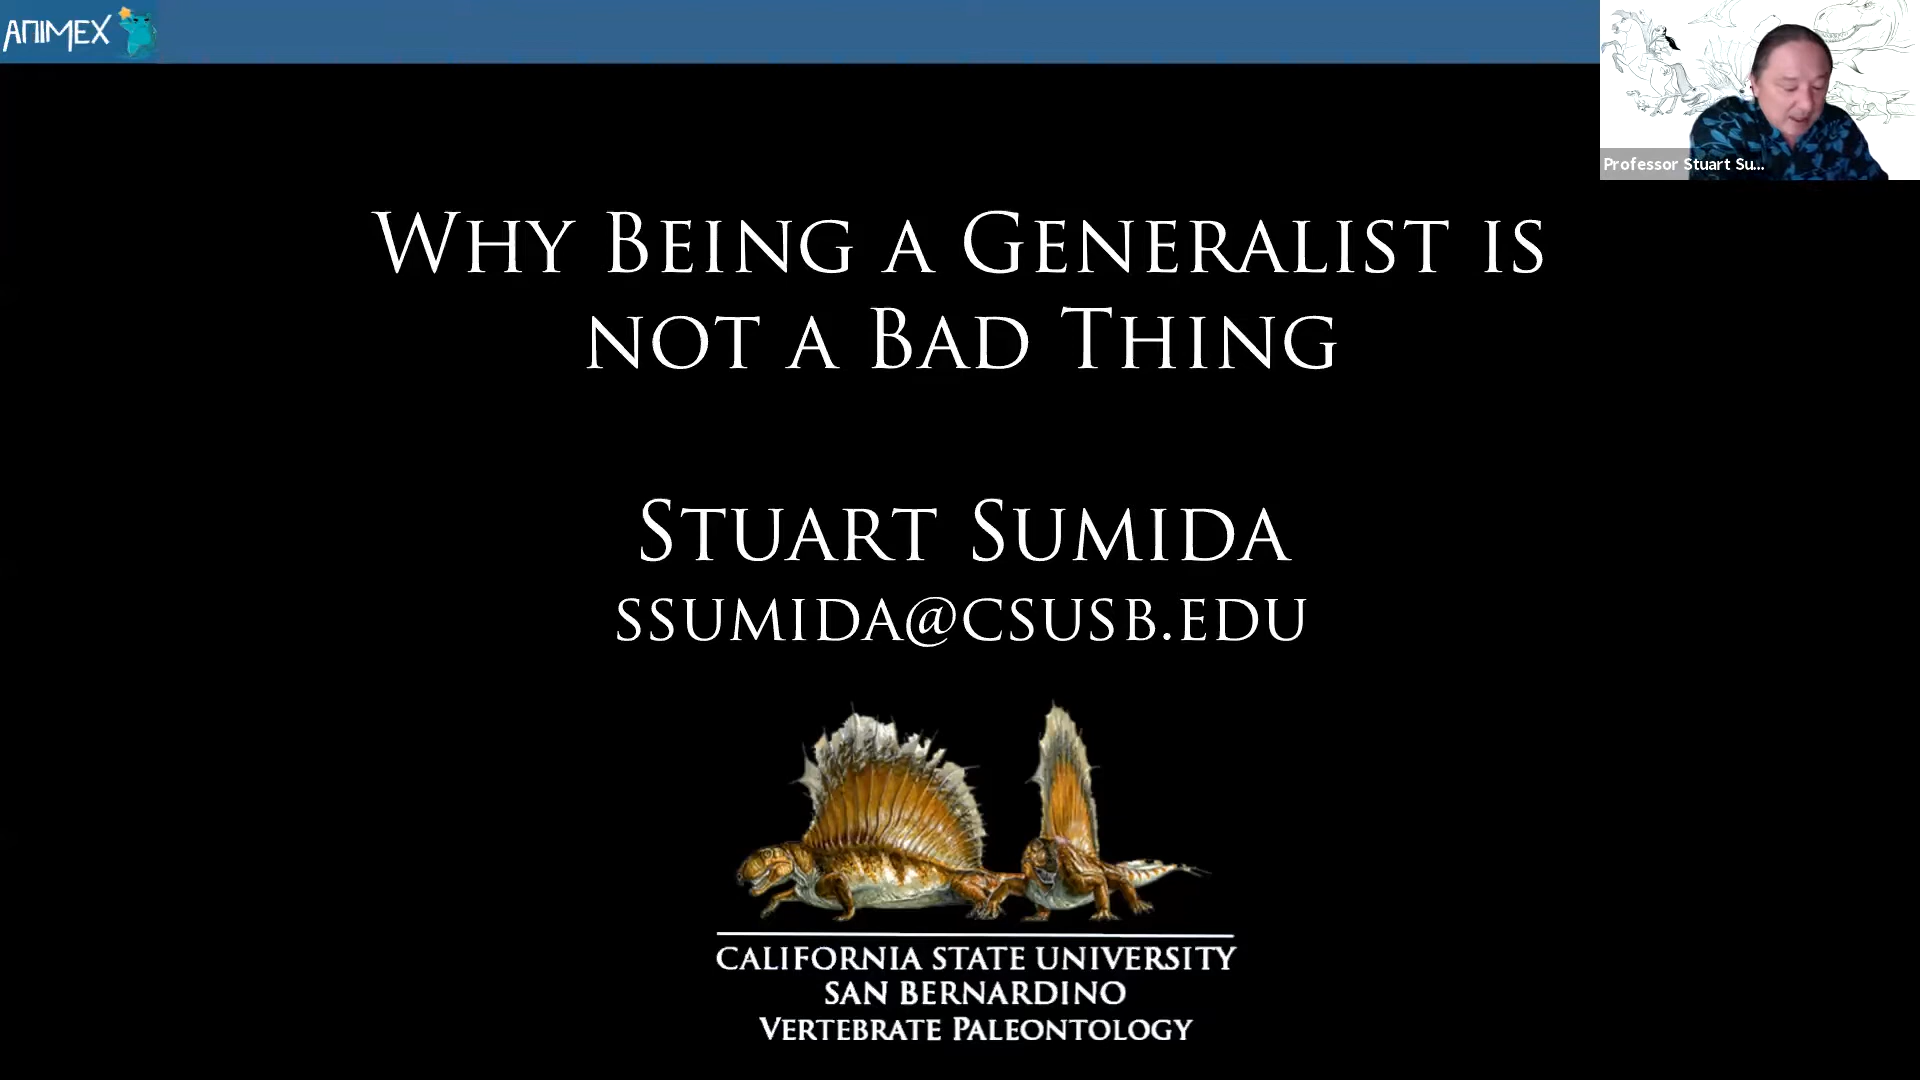 ANIMEX
Professor Stuart Su...
WHY BEING A GENERALIST IS
NOT A BAD THING
STUART SUMIDA
SSUMIDA@CSUSB.EDU
CALIFORNIA STATE UNIVERSITY
SAN BERNARDINO
VERTEBRATE PALEONTOLOGY